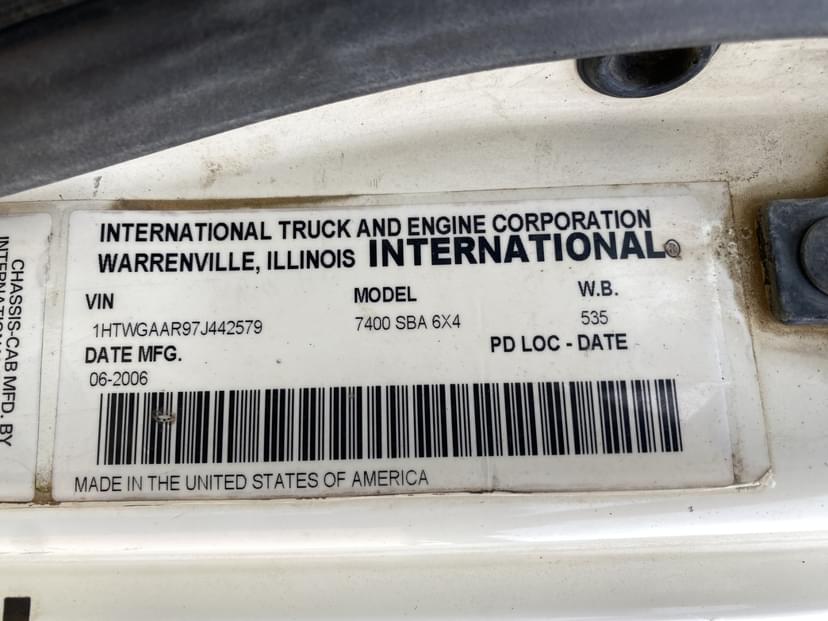 INTERNATIONAL TRUCK AND ENGINE CORPORATION
WARRENVILLE, ILLINOIS INTERNATIONAL®
VIN MODEL W.B.
1HTWGAAR97J442579 7400 SBA 6X4 535
DATE MFG. PD LOC - DATE
06-2006
MADE IN THE UNITED STATES OF AMERICA
CHASSIS-CAB MFD. BY